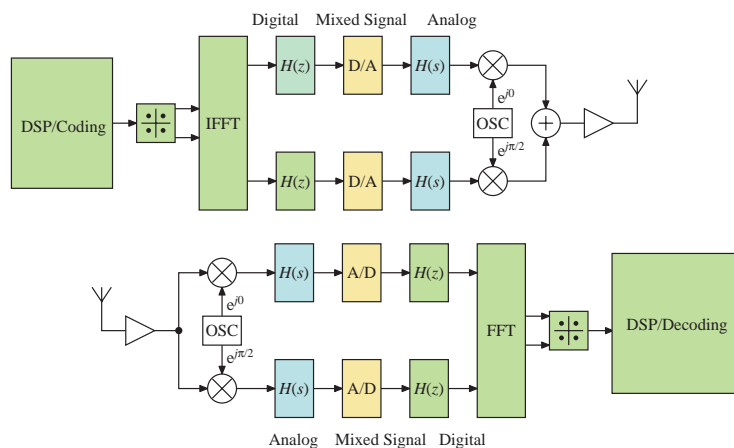 Digital Mixed Signal Analog
H(z) D/A H(s)
e^{j0}
DSP/Coding IFFT OSC +
e^{jπ/2}
H(z) D/A H(s)
H(s) A/D H(z)
e^{j0}
OSC FFT DSP/Decoding
e^{jπ/2}
H(s) A/D H(z)
Analog Mixed Signal Digital